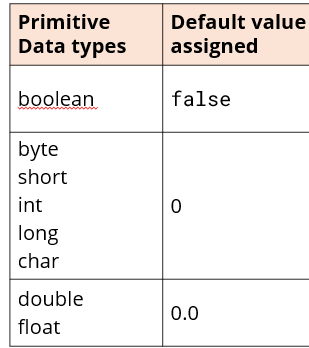 Primitive Default value
Data types assigned
boolean false
byte
short
int 0
long
char
double
float 0.0